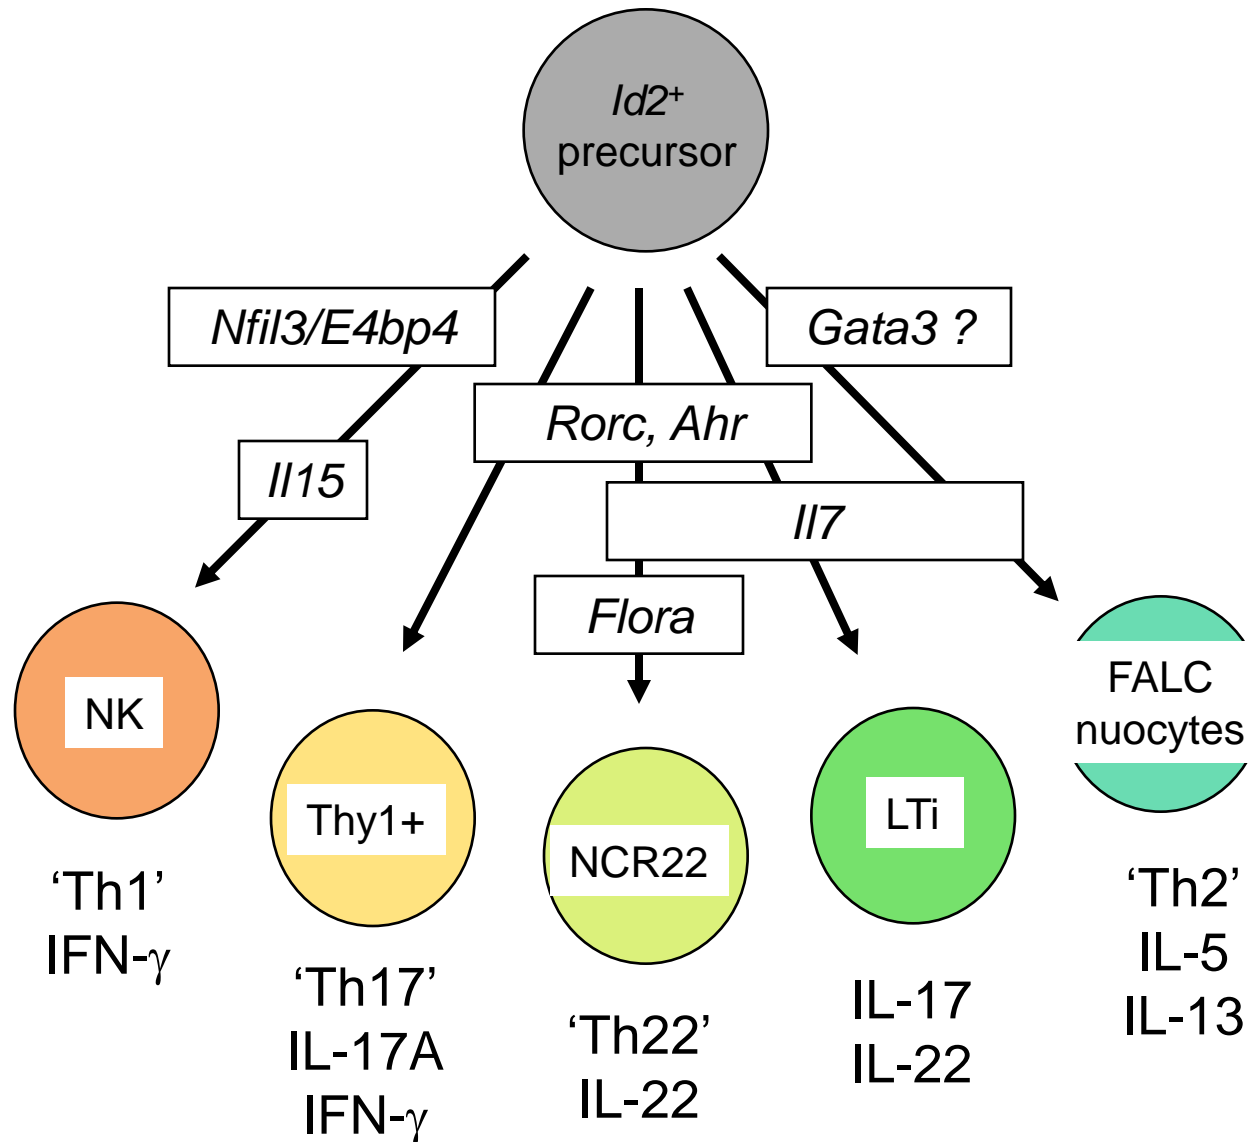 Id2⁺
precursor
Nfil3/E4bp4
Gata3 ?
Rorc, Ahr
Il15
Il7
Flora
NK
Thy1+
NCR22
LTi
FALC
nuocytes
‘Th1’
IFN-γ
‘Th17’
IL-17A
IFN-γ
‘Th22’
IL-22
IL-17
IL-22
‘Th2’
IL-5
IL-13